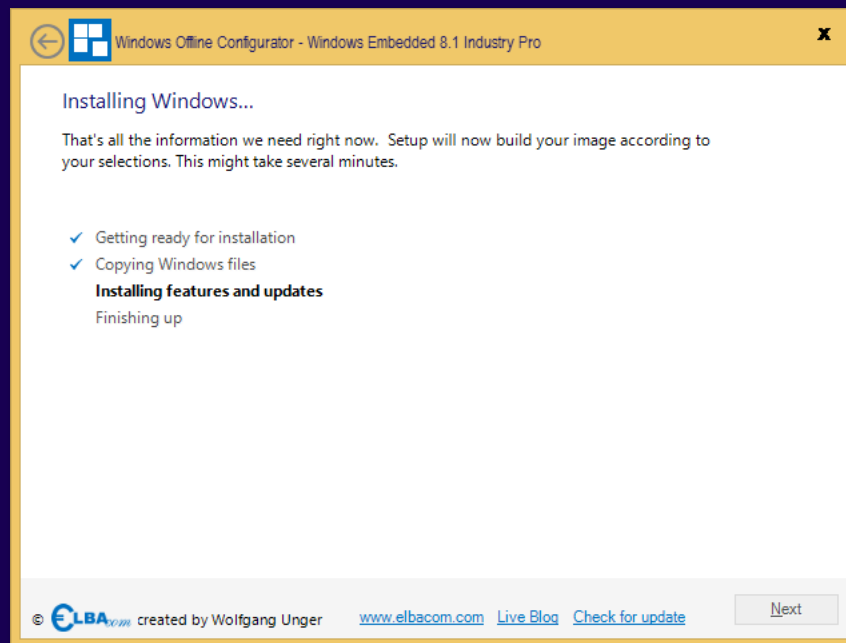 Windows Offline Configurator - Windows Embedded 8.1 Industry Pro
x
Installing Windows...
That's all the information we need right now. Setup will now build your image according to
your selections. This might take several minutes.
✓ Getting ready for installation
✓ Copying Windows files
Installing features and updates
Finishing up
© ELBAcom created by Wolfgang Unger www.elbacom.com Live Blog Check for update Next